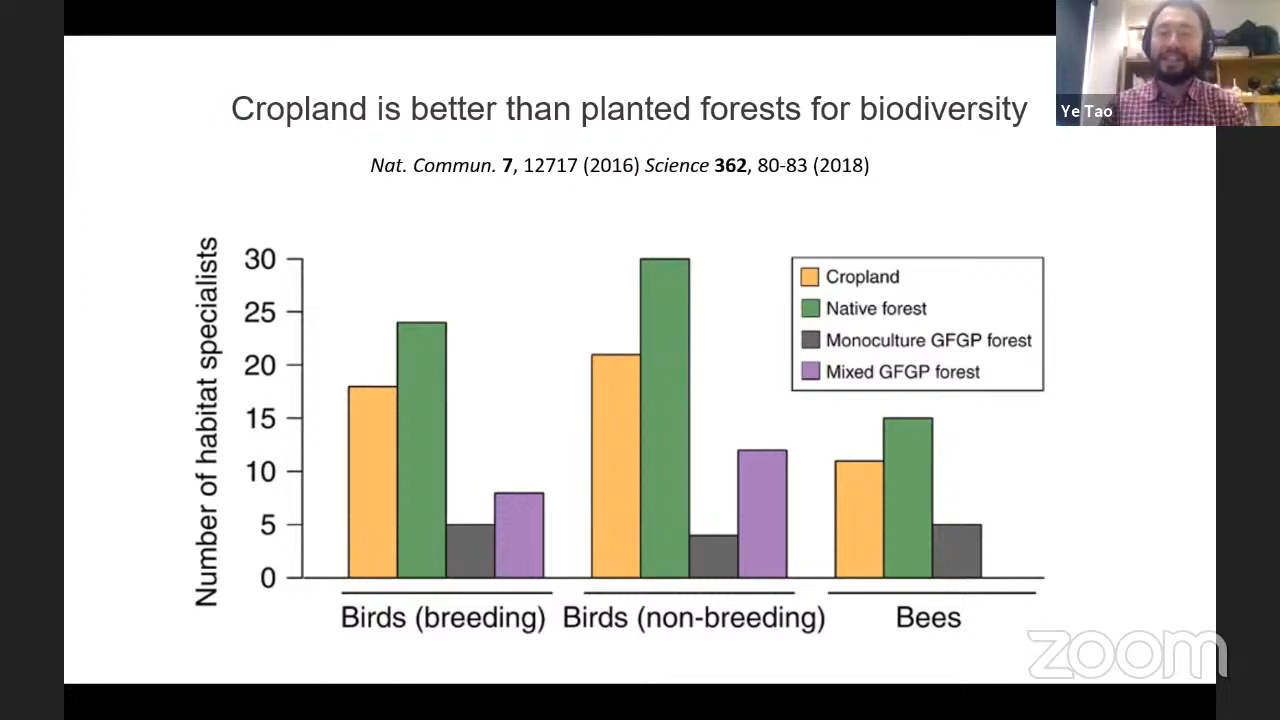 Cropland is better than planted forests for biodiversity
Ye Tao
Nat. Commun. 7, 12717 (2016) Science 362, 80-83 (2018)
Number of habitat specialists
30
25
20
15
10
5
0
Cropland
Native forest
Monoculture GFGP forest
Mixed GFGP forest
Birds (breeding)
Birds (non-breeding)
Bees
zoom